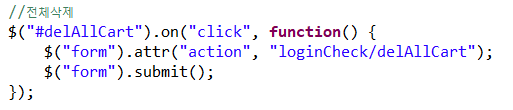 //전체삭제
$("#delAllCart").on("click", function() {
    $("form").attr("action", "loginCheck/delAllCart");
    $("form").submit();
});